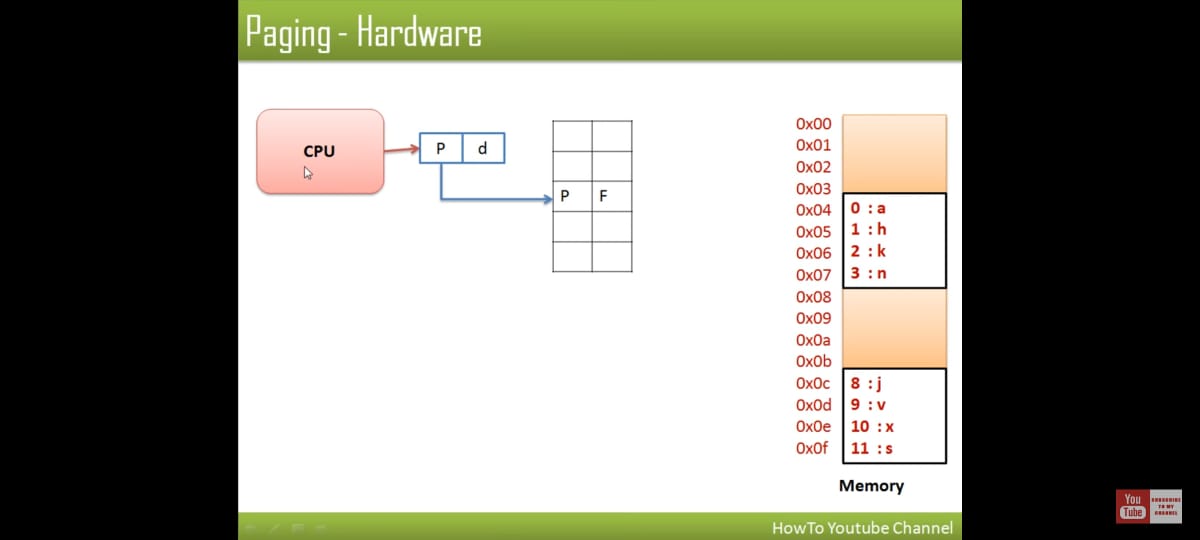 Paging - Hardware
CPU
P d
P F
0x00
0x01
0x02
0x03
0x04 0 : a
0x05 1 : h
0x06 2 : k
0x07 3 : n
0x08
0x09
0x0a
0x0b
0x0c 8 : j
0x0d 9 : v
0x0e 10 : x
0x0f 11 : s
Memory
You Tube
SUBSCRIBE
TO MY
CHANNEL
HowTo Youtube Channel